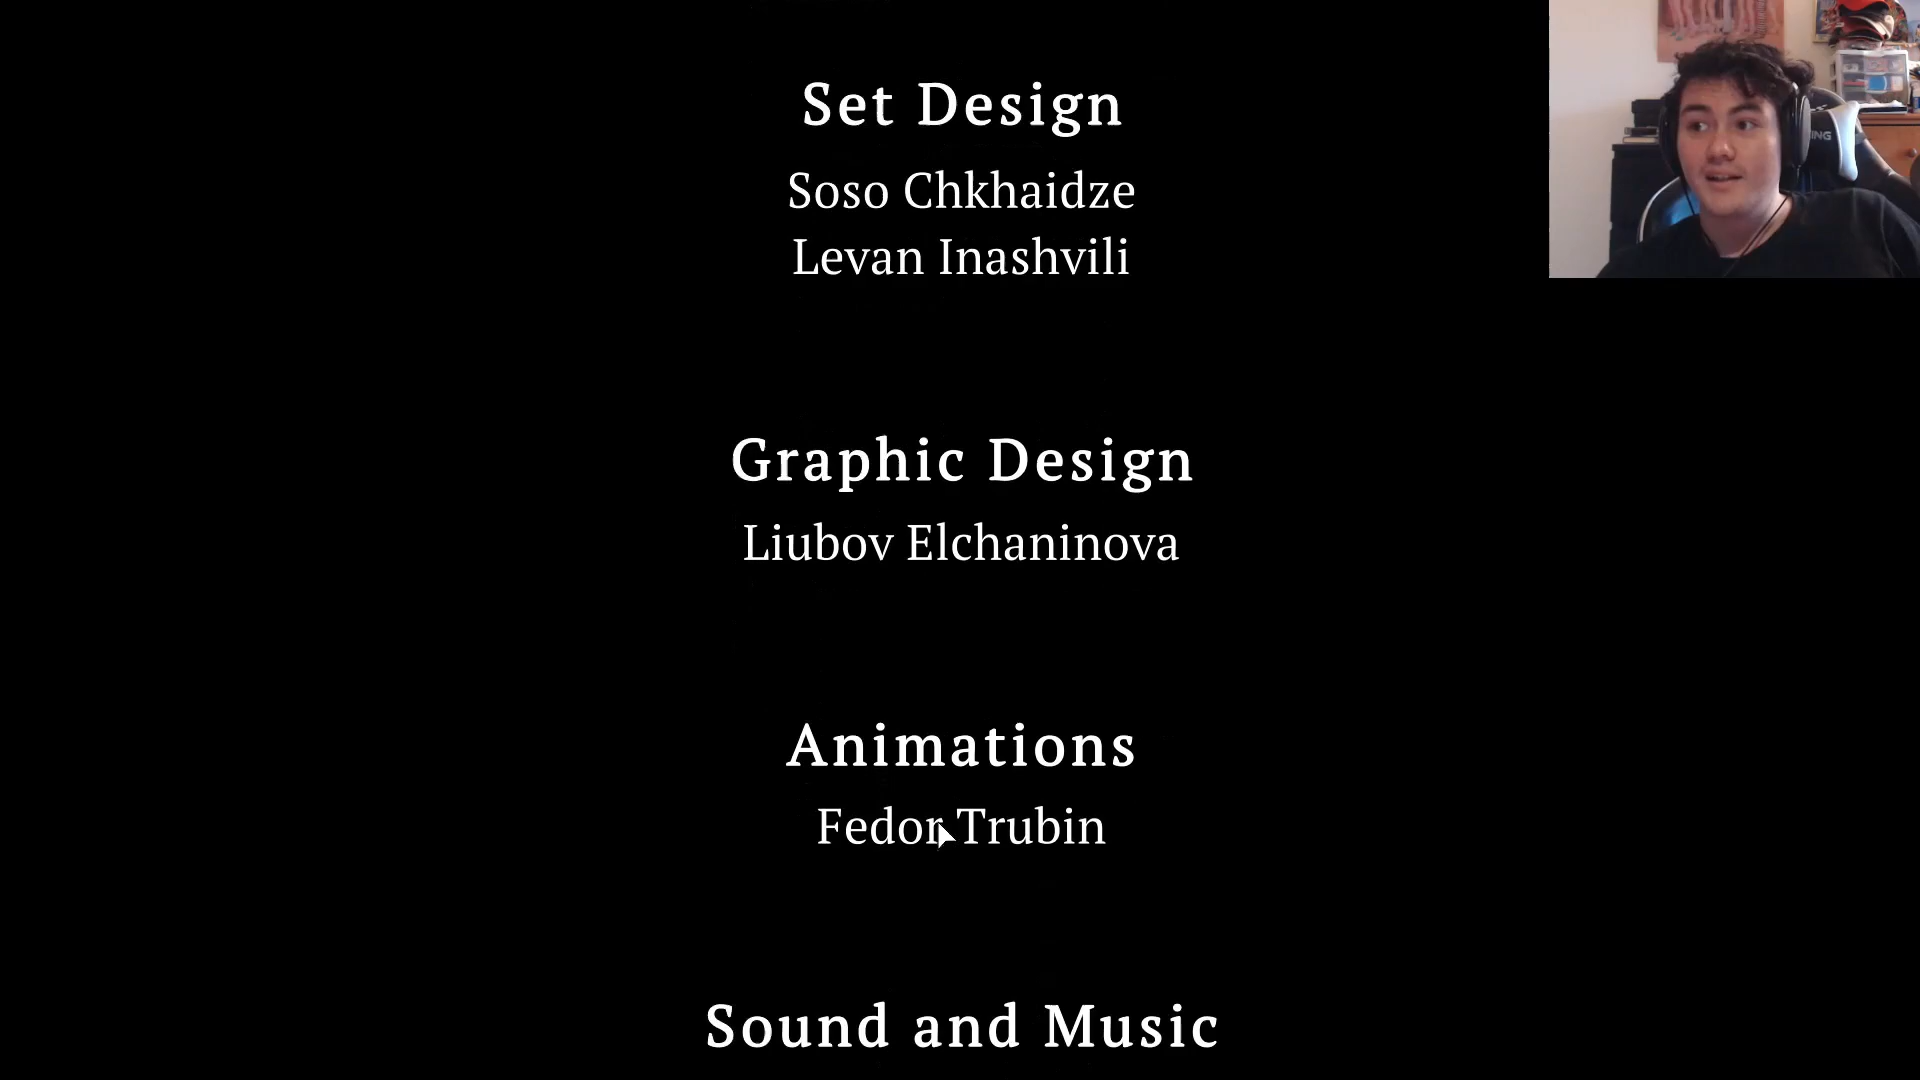 Set Design
Soso Chkhaidze
Levan Inashvili
Graphic Design
Liubov Elchaninova
Animations
Fedor Trubin
Sound and Music